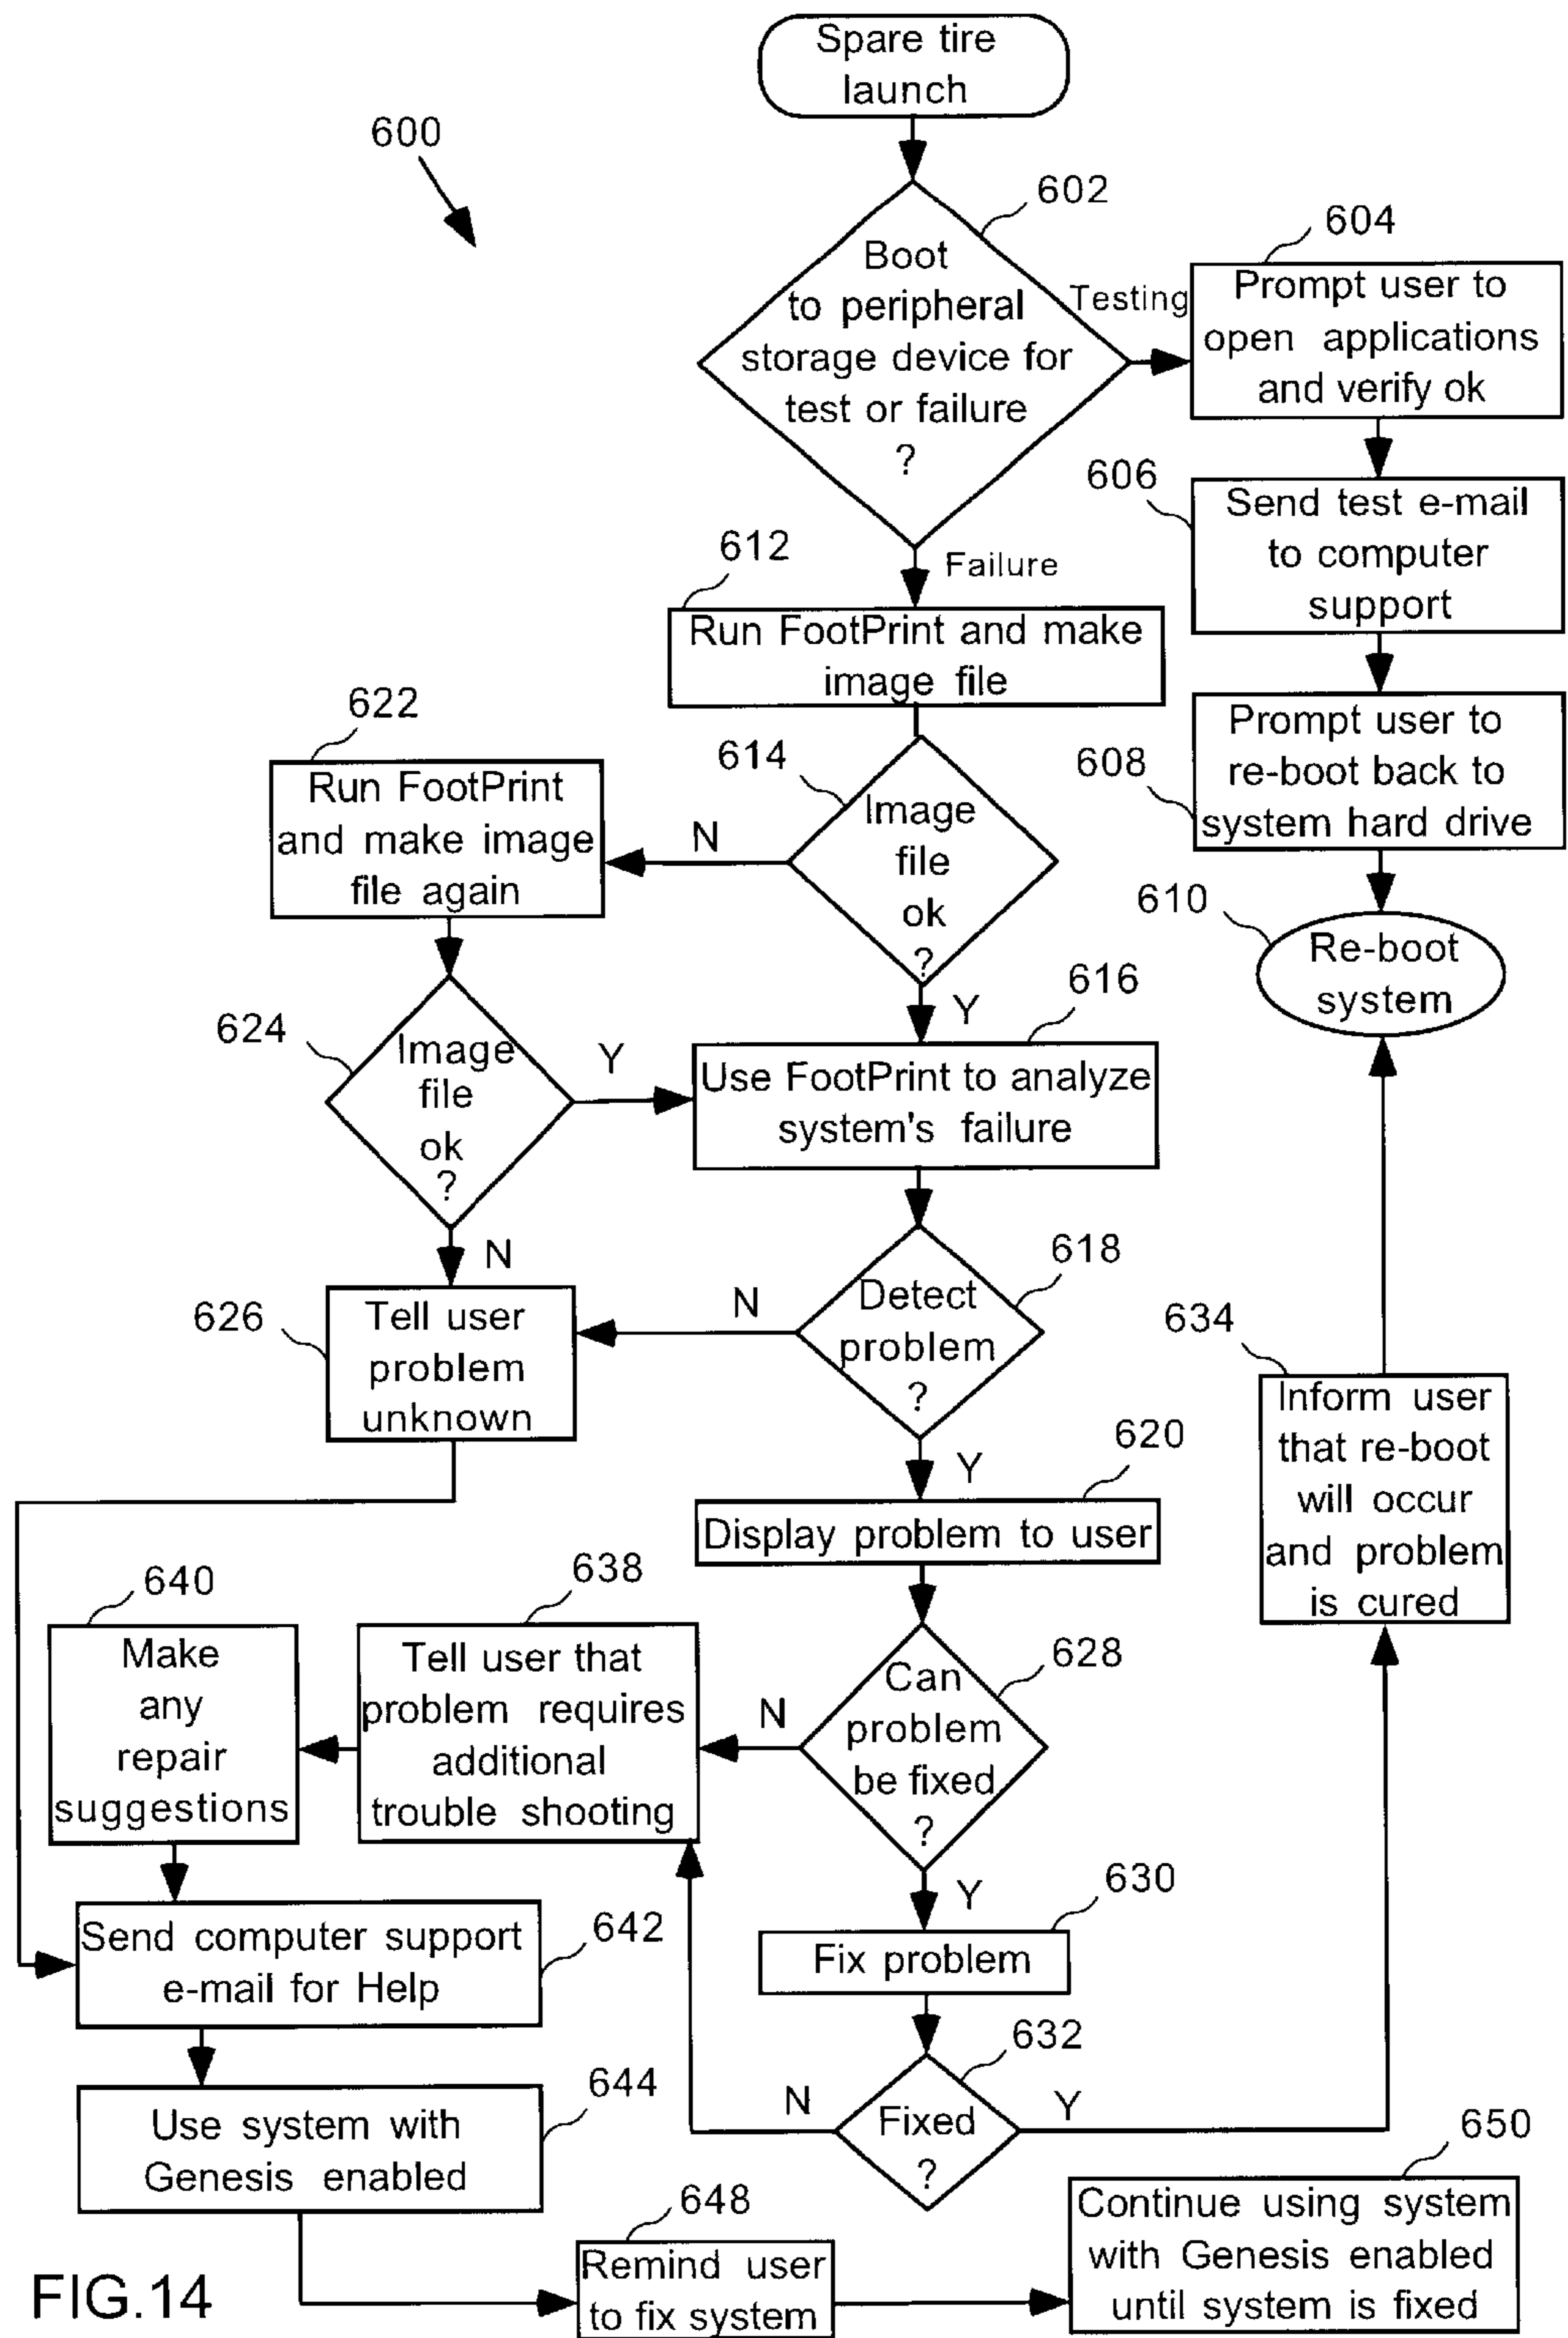 Spare tire
launch
600
602
Boot
to peripheral
storage device for
test or failure
?
Testing
604
Prompt user to
open applications
and verify ok
606
Send test e-mail
to computer
support
Failure
612
Run FootPrint and make
image file
608
Prompt user to
re-boot back to
system hard drive
622
Run FootPrint
and make image
file again
N
614
Image
file
ok
?
610
Re-boot
system
Y
616
Use FootPrint to analyze
system's failure
624
Image
file
ok
?
Y
N
626
Tell user
problem
unknown
N
618
Detect
problem
?
634
Inform user
that re-boot
will occur
and problem
is cured
Y
620
Display problem to user
640
Make
any
repair
suggestions
638
Tell user that
problem requires
additional
trouble shooting
N
628
Can
problem
be fixed
?
Y
630
Fix problem
642
Send computer support
e-mail for Help
632
Fixed
?
N
Y
644
Use system with
Genesis enabled
648
Remind user
to fix system
650
Continue using system
with Genesis enabled
until system is fixed
FIG.14